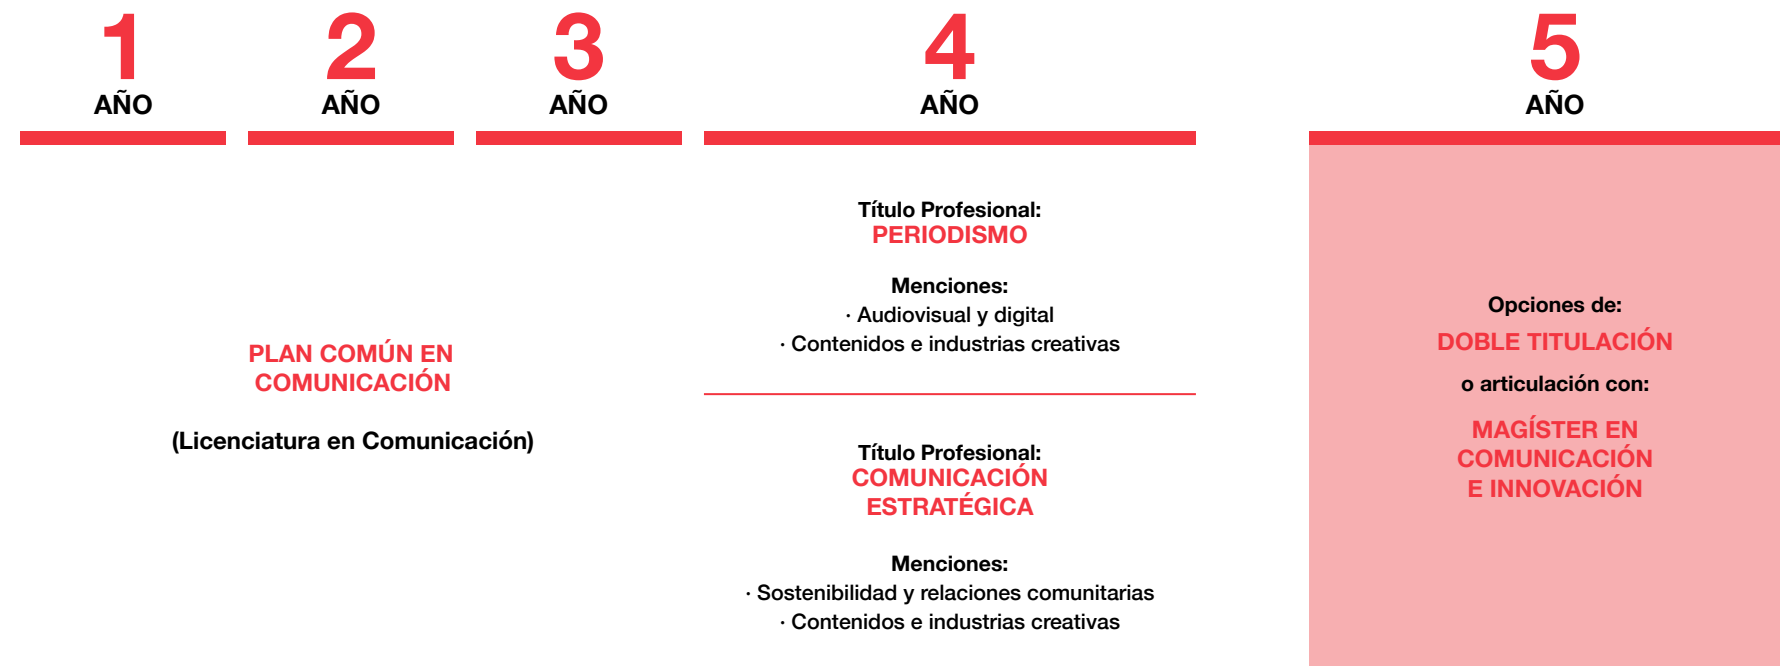 1
AÑO
2
AÑO
3
AÑO
4
AÑO
5
AÑO
PLAN COMÚN EN
COMUNICACIÓN
(Licenciatura en Comunicación)
Título Profesional:
PERIODISMO
Menciones:
· Audiovisual y digital
· Contenidos e industrias creativas
Título Profesional:
COMUNICACIÓN
ESTRATÉGICA
Menciones:
· Sostenibilidad y relaciones comunitarias
· Contenidos e industrias creativas
Opciones de:
DOBLE TITULACIÓN
o articulación con:
MAGÍSTER EN
COMUNICACIÓN
E INNOVACIÓN